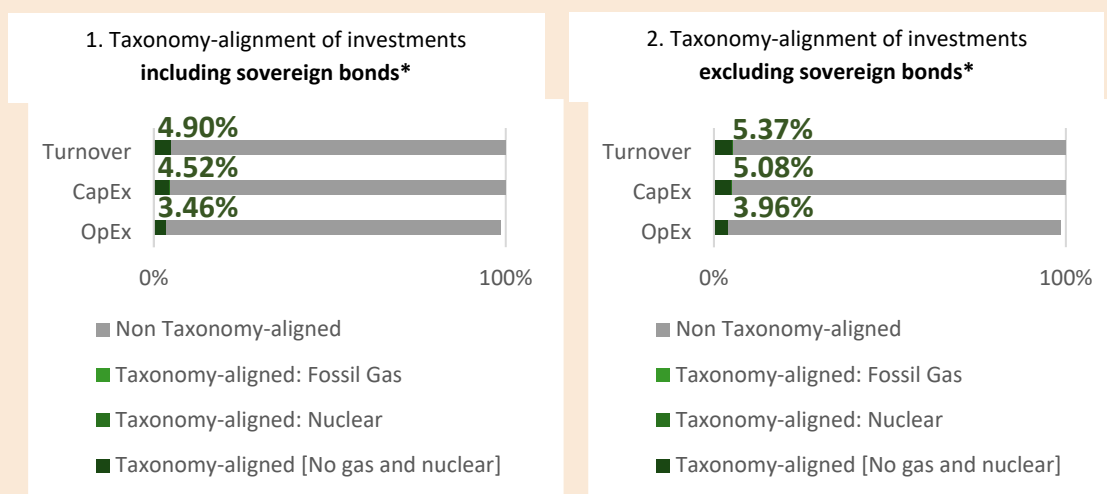 1. Taxonomy-alignment of investments
including sovereign bonds*
4.90%
Turnover
4.52%
CapEx
3.46%
OpEx
0%
100%
Non Taxonomy-aligned
Taxonomy-aligned: Fossil Gas
Taxonomy-aligned: Nuclear
Taxonomy-aligned [No gas and nuclear]
2. Taxonomy-alignment of investments
excluding sovereign bonds*
5.37%
Turnover
5.08%
CapEx
3.96%
OpEx
0%
100%
Non Taxonomy-aligned
Taxonomy-aligned: Fossil Gas
Taxonomy-aligned: Nuclear
Taxonomy-aligned [No gas and nuclear]